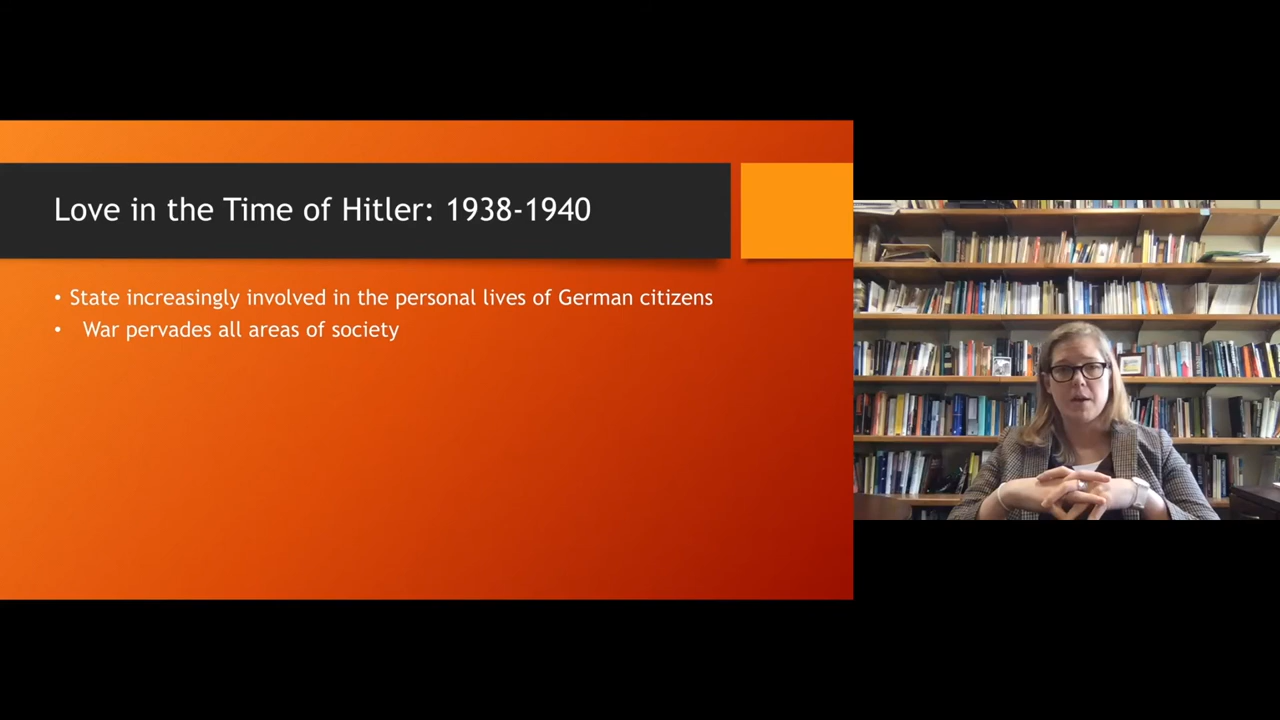 Love in the Time of Hitler: 1938-1940
• State increasingly involved in the personal lives of German citizens
• War pervades all areas of society